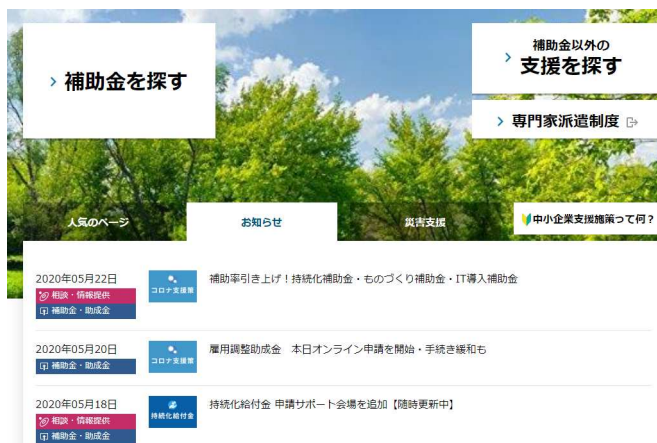 補助金を探す
補助金以外の
支援を探す
専門家派遣制度
人気のページ
お知らせ
災害支援
中小企業支援施策って何？
2020年05月22日
相談・情報提供
補助金・助成金
コロナ支援策
補助率引き上げ！持続化補助金・ものづくり補助金・IT導入補助金
2020年05月20日
補助金・助成金
コロナ支援策
雇用調整助成金 本日オンライン申請を開始・手続き緩和も
2020年05月18日
相談・情報提供
補助金・助成金
持続化給付金
持続化給付金 申請サポート会場を追加【随時更新中】